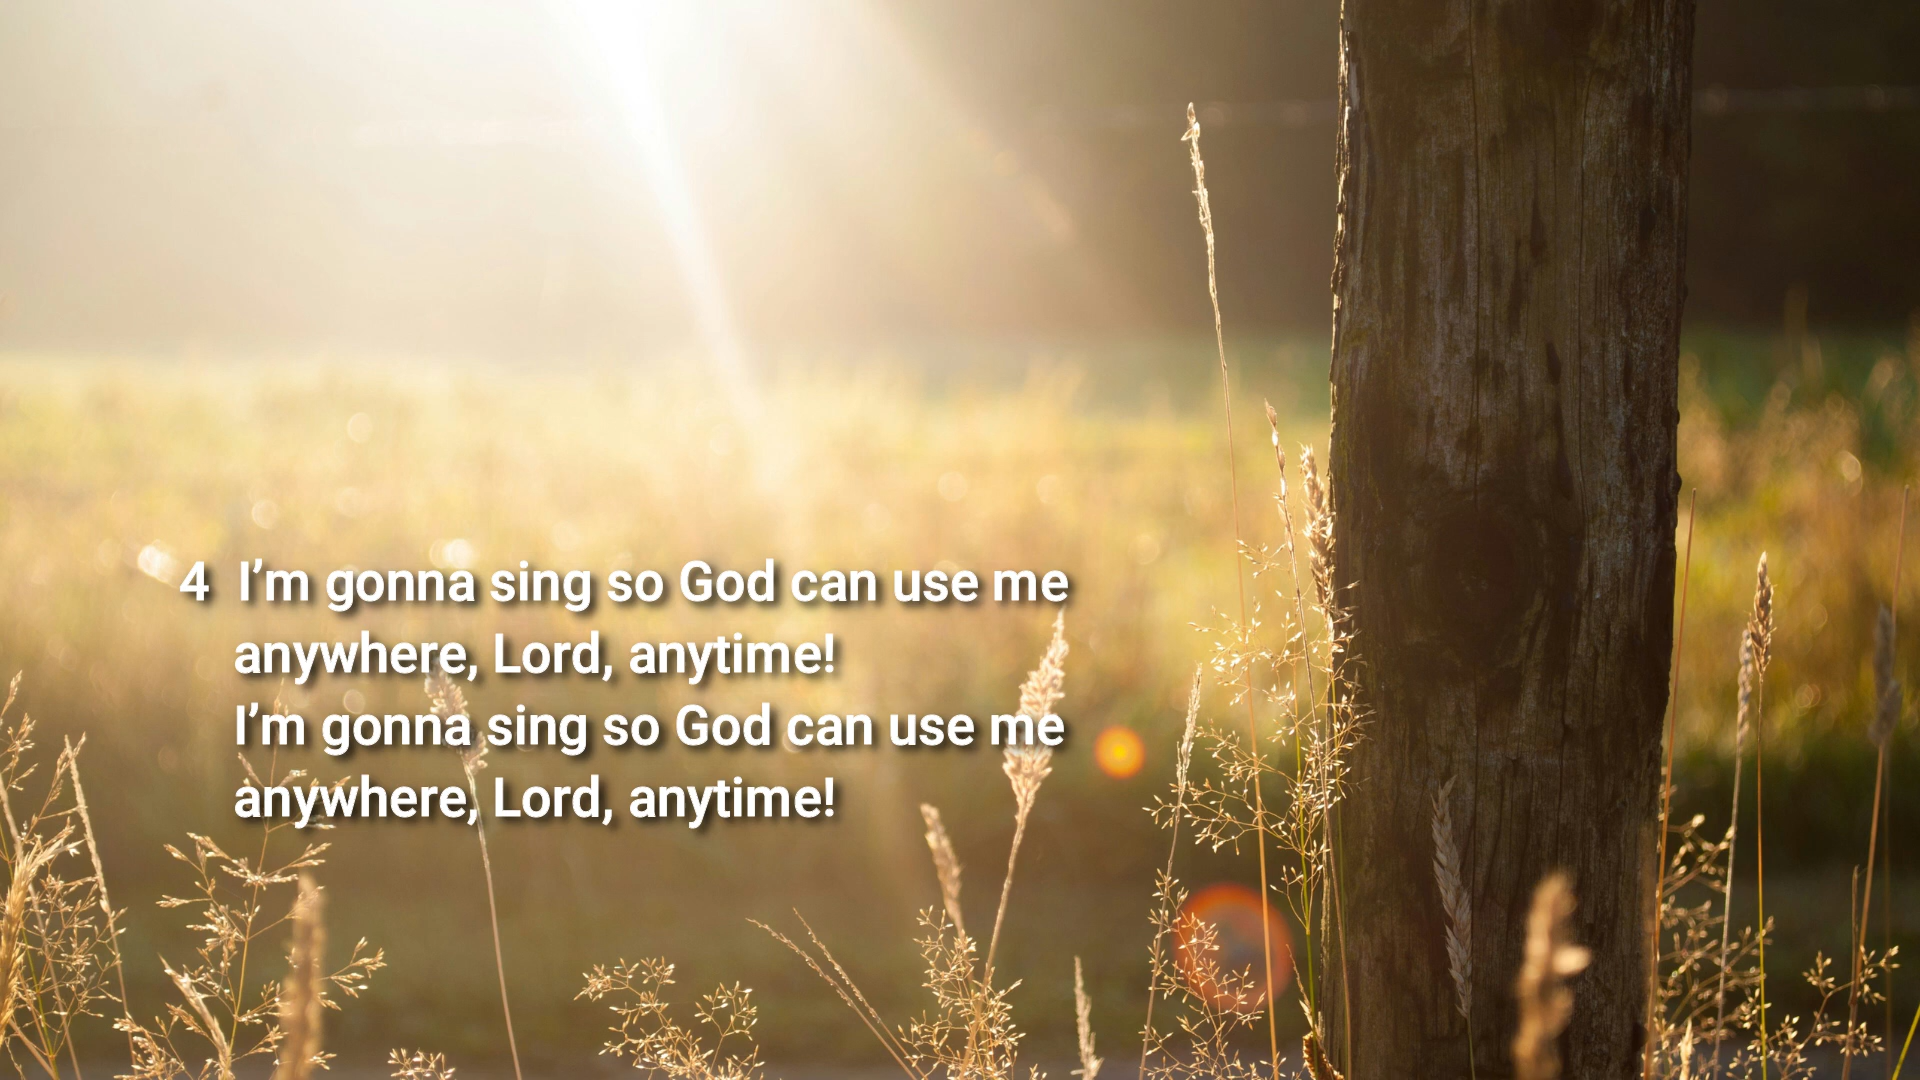 4 I’m gonna sing so God can use me
anywhere, Lord, anytime!
I’m gonna sing so God can use me
anywhere, Lord, anytime!